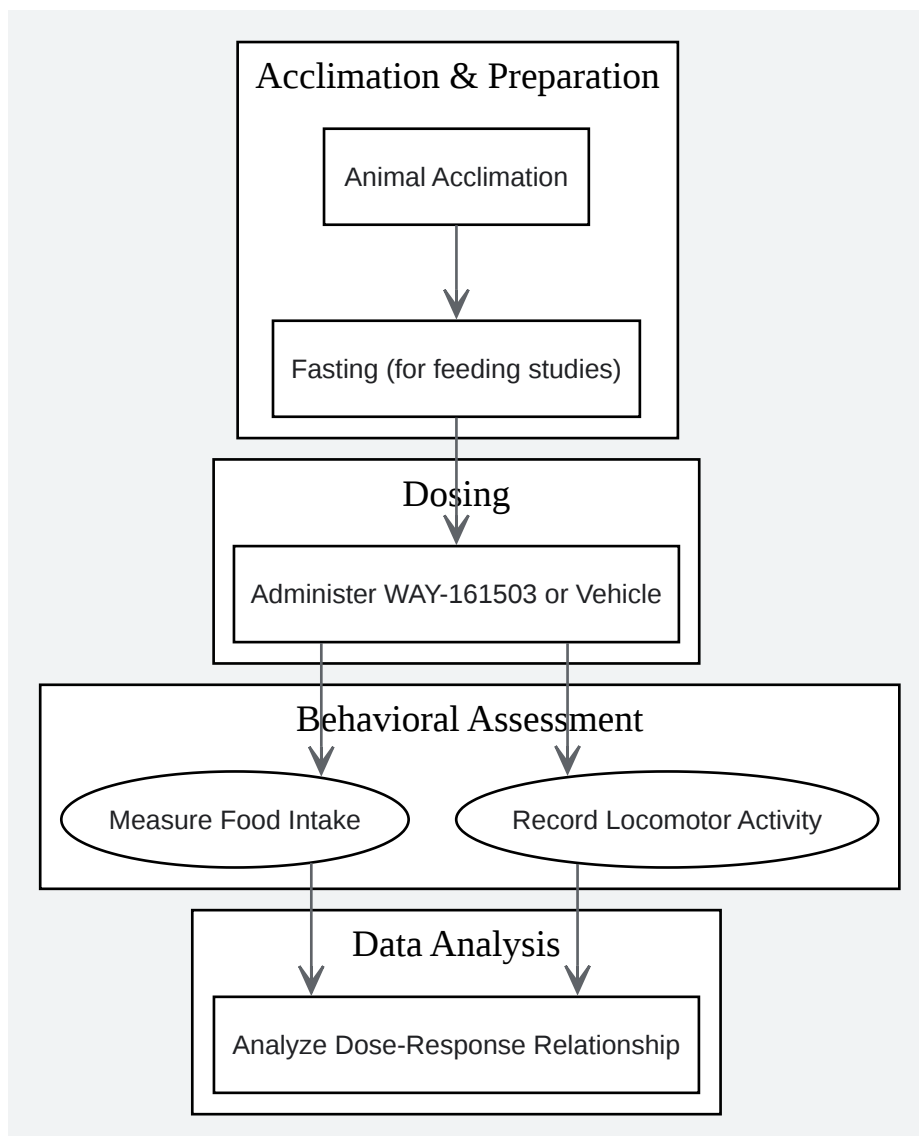 Acclimation & Preparation
Animal Acclimation
Fasting (for feeding studies)
Dosing
Administer WAY-161503 or Vehicle
Behavioral Assessment
Measure Food Intake
Record Locomotor Activity
Data Analysis
Analyze Dose-Response Relationship